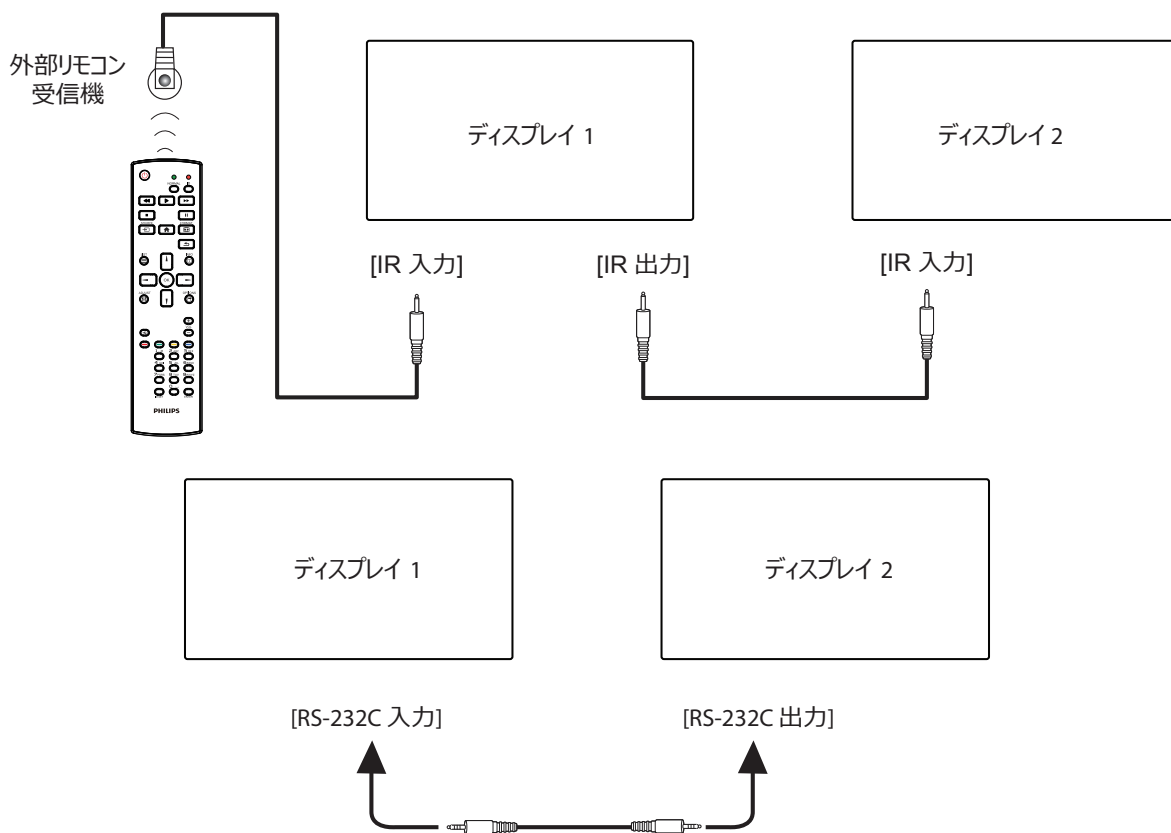 外部リモコン
受信機
ディスプレイ 1
ディスプレイ 2
[IR 入力]
[IR 出力]
[IR 入力]
PHILIPS
ディスプレイ 1
ディスプレイ 2
[RS-232C 入力]
[RS-232C 出力]